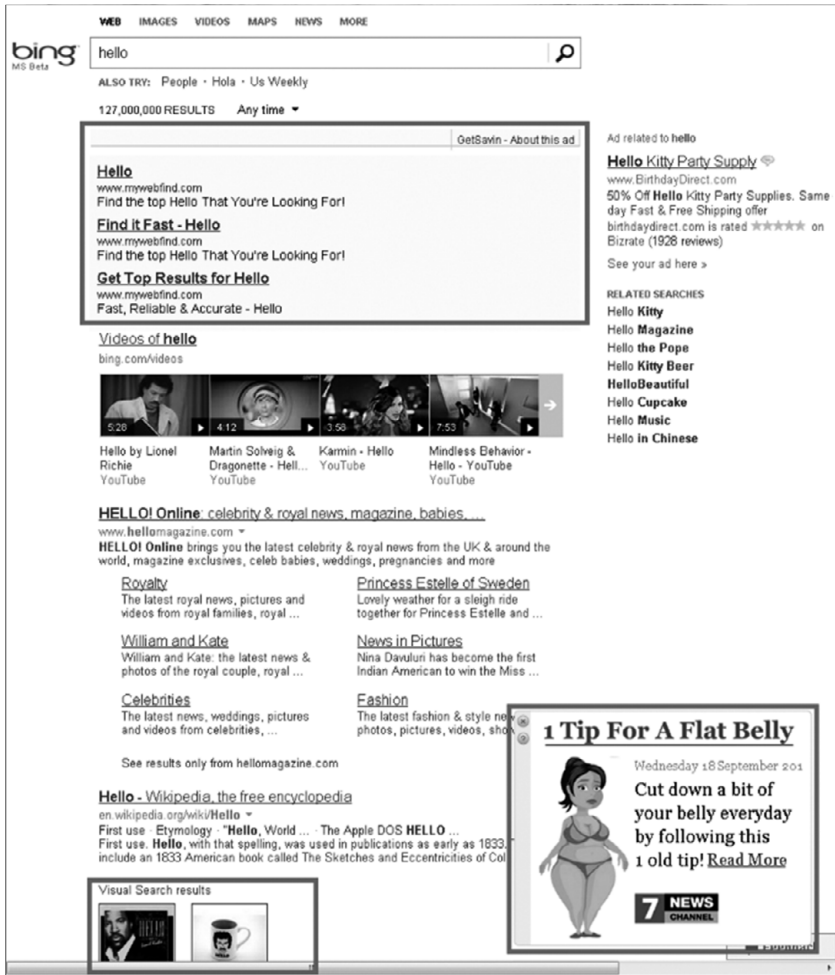 WEB IMAGES VIDEOS MAPS NEWS MORE
bing
MS Beta
hello
ALSO TRY: People · Hola · Us Weekly
127,000,000 RESULTS Any time
GetSavin - About this ad
Hello
www.mywebfind.com
Find the top Hello That You're Looking For!
Find it Fast - Hello
www.mywebfind.com
Find the top Hello That You're Looking For!
Get Top Results for Hello
www.mywebfind.com
Fast, Reliable & Accurate - Hello
Ad related to hello
Hello Kitty Party Supply
www.BirthdayDirect.com
50% Off Hello Kitty Party Supplies. Same
day Fast & Free Shipping offer
birthdaydirect.com is rated ★★★★★ on
Bizrate (1928 reviews)
See your ad here »
RELATED SEARCHES
Hello Kitty
Hello Magazine
Hello the Pope
Hello Kitty Beer
HelloBeautiful
Hello Cupcake
Hello Music
Hello in Chinese
Videos of hello
bing.com/videos
5:28 4:12 3:58 7:53
Hello by Lionel
Richie
YouTube
Martin Solveig &
Dragonette - Hell...
YouTube
Karmin - Hello
YouTube
Mindless Behavior -
Hello - YouTube
YouTube
HELLO! Online: celebrity & royal news, magazine, babies, ...
www.hellomagazine.com
HELLO! Online brings you the latest celebrity & royal news from the UK & around the
world, magazine exclusives, celeb babies, weddings, pregnancies and more
Royalty
The latest royal news, pictures and
videos from royal families, royal ...
Princess Estelle of Sweden
Lovely weather for a sleigh ride
together for Princess Estelle and ...
William and Kate
William and Kate: the latest news &
photos of the royal couple, royal ...
News in Pictures
Nina Davuluri has become the first
Indian American to win the Miss ...
Celebrities
The latest news, weddings, pictures
and videos from celebrities, ...
Fashion
The latest fashion & style ne
photos, pictures, videos, sho
See results only from hellomagazine.com
Hello - Wikipedia, the free encyclopedia
en.wikipedia.org/wiki/Hello
First use · Etymology · "Hello, World ... · The Apple DOS HELLO ...
First use. Hello, with that spelling, was used in publications as early as 1833.
include an 1833 American book called The Sketches and Eccentricities of Col
Visual Search results
1 Tip For A Flat Belly
Wednesday 18 September 201
Cut down a bit of
your belly everyday
by following this
1 old tip! Read More
7 NEWS
CHANNEL